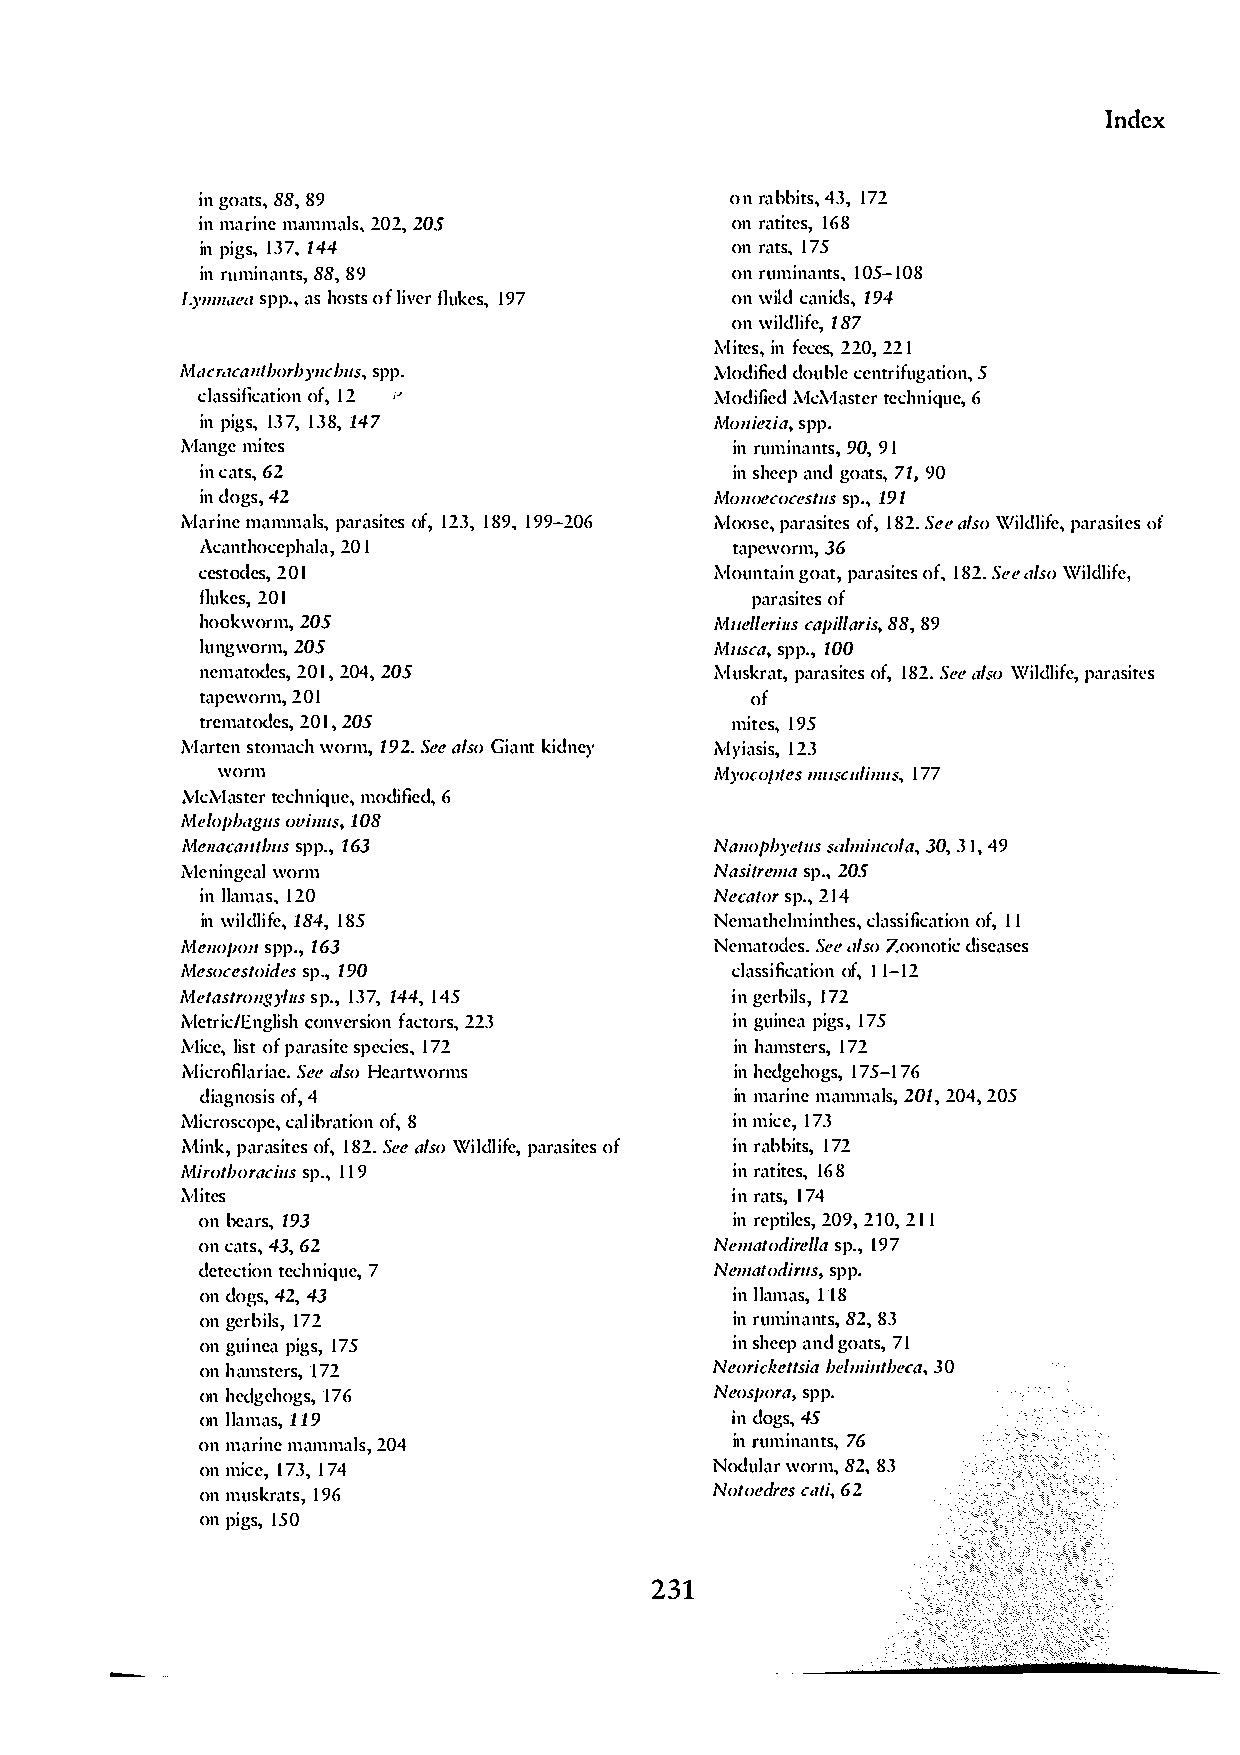 Index
in goats, 88, 89
in marine mammals, 202, 205
in pigs, 137, 144
in ruminants, 88, 89
Lymnaea spp., as hosts of liver flukes, 197
Macracanthorhynchus, spp.
classification of, 12
in pigs, 137, 138, 147
Mange mites
in cats, 62
in dogs, 42
Marine mammals, parasites of, 123, 189, 199–206
Acanthocephala, 201
cestodes, 201
flukes, 201
hookworm, 205
lungworm, 205
nematodes, 201, 204, 205
tapeworm, 201
trematodes, 201, 205
Marten stomach worm, 192. See also Giant kidney
worm
McMaster technique, modified, 6
Melophagus ovinus, 108
Menacanthus spp., 163
Meningeal worm
in llamas, 120
in wildlife, 184, 185
Menopon spp., 163
Mesocestoides sp., 190
Metastrongylus sp., 137, 144, 145
Metric/English conversion factors, 223
Mice, list of parasite species, 172
Microfilariae. See also Heartworms
diagnosis of, 4
Microscope, calibration of, 8
Mink, parasites of, 182. See also Wildlife, parasites of
Mirothoracius sp., 119
Mites
on bears, 193
on cats, 43, 62
detection technique, 7
on dogs, 42, 43
on gerbils, 172
on guinea pigs, 175
on hamsters, 172
on hedgehogs, 176
on llamas, 119
on marine mammals, 204
on mice, 173, 174
on muskrats, 196
on pigs, 150
on rabbits, 43, 172
on ratites, 168
on rats, 175
on ruminants, 105–108
on wild canids, 194
on wildlife, 187
Mites, in feces, 220, 221
Modified double centrifugation, 5
Modified McMaster technique, 6
Moniezia, spp.
in ruminants, 90, 91
in sheep and goats, 71, 90
Monoecocestus sp., 191
Moose, parasites of, 182. See also Wildlife, parasites of
tapeworm, 36
Mountain goat, parasites of, 182. See also Wildlife,
parasites of
Muellerius capillaris, 88, 89
Musca, spp., 100
Muskrat, parasites of, 182. See also Wildlife, parasites
of
mites, 195
Myiasis, 123
Myocoptes musculinus, 177
Nanophyetus salmincola, 30, 31, 49
Nasitrema sp., 205
Necator sp., 214
Nemathelminthes, classification of, 11
Nematodes. See also Zoonotic diseases
classification of, 11–12
in gerbils, 172
in guinea pigs, 175
in hamsters, 172
in hedgehogs, 175–176
in marine mammals, 201, 204, 205
in mice, 173
in rabbits, 172
in ratites, 168
in rats, 174
in reptiles, 209, 210, 211
Nematodirella sp., 197
Nematodirus, spp.
in llamas, 118
in ruminants, 82, 83
in sheep and goats, 71
Neorickettsia helmintheca, 30
Neospora, spp.
in dogs, 45
in ruminants, 76
Nodular worm, 82, 83
Notoedres cati, 62
231